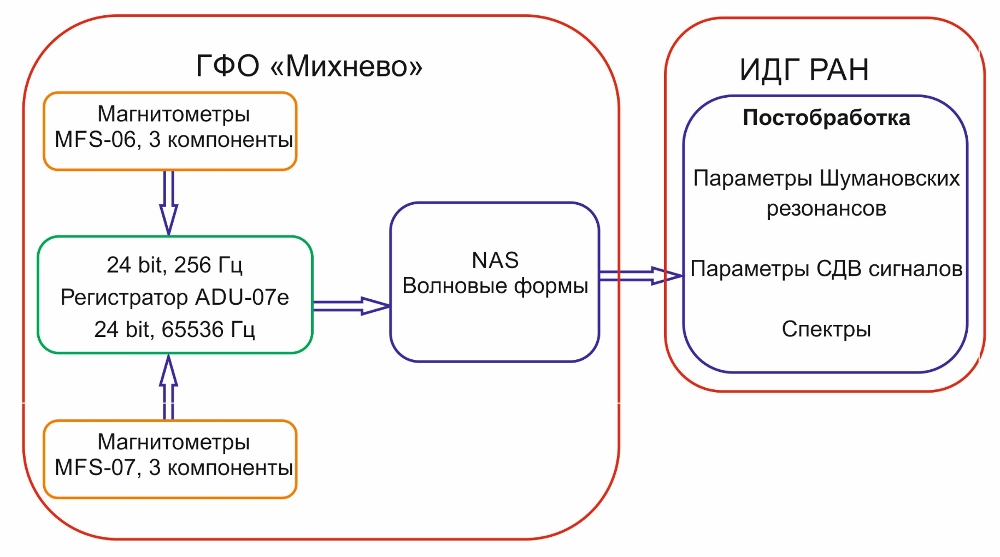 ГФО «Михнево»
Магнитометры
MFS-06, 3 компоненты
24 bit, 256 Гц
Регистратор ADU-07e
24 bit, 65536 Гц
Магнитометры
MFS-07, 3 компоненты
NAS
Волновые формы
ИДГ РАН
Постобработка
Параметры Шумановских
резонансов
Параметры СДВ сигналов
Спектры